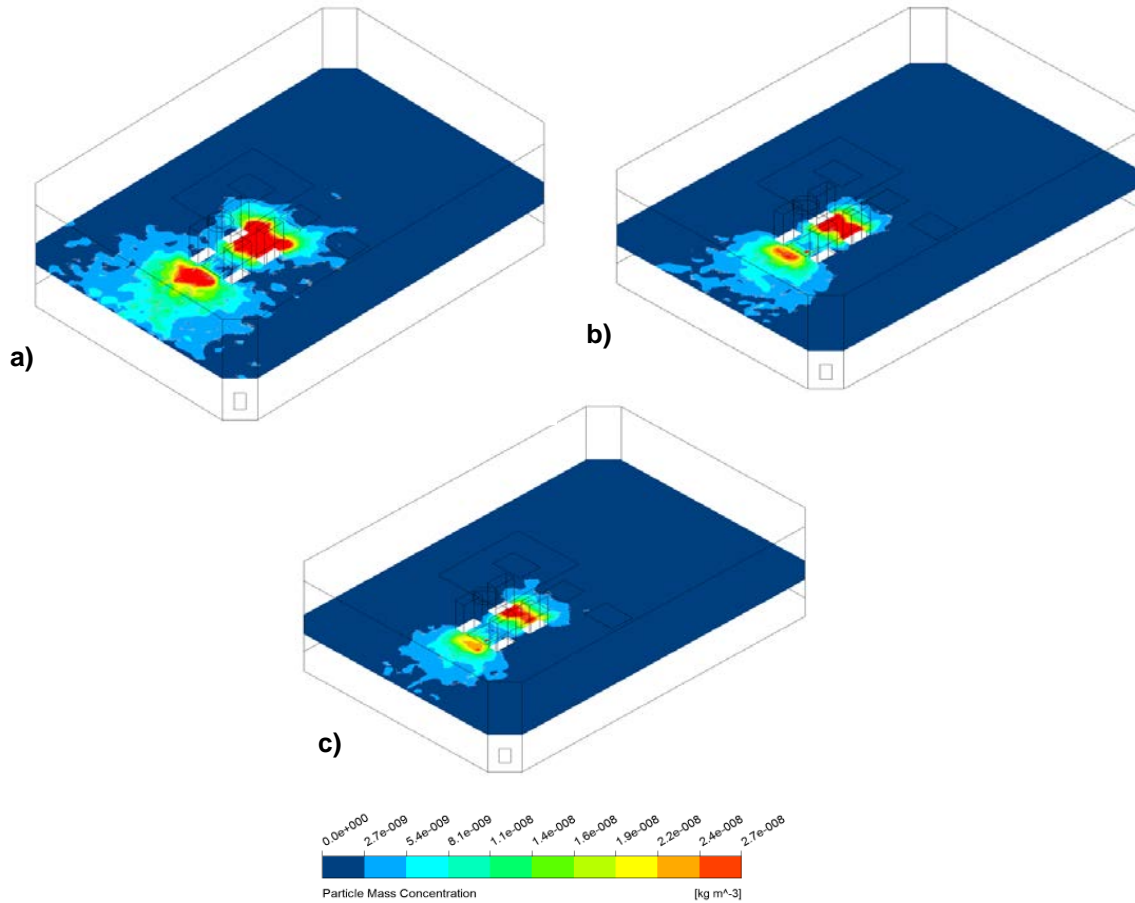 a)
b)
c)
0.0e+000 2.7e-009 5.4e-009 8.1e-009 1.1e-008 1.4e-008 1.6e-008 1.9e-008 2.2e-008 2.4e-008 2.7e-008
Particle Mass Concentration [kg m^-3]